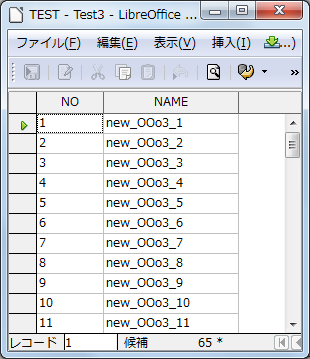 TEST - Test3 - LibreOffice ...
ファイル(F) 編集(E) 表示(V) 挿入(I) ...)
NO NAME
1 new_OOo3_1
2 new_OOo3_2
3 new_OOo3_3
4 new_OOo3_4
5 new_OOo3_5
6 new_OOo3_6
7 new_OOo3_7
8 new_OOo3_8
9 new_OOo3_9
10 new_OOo3_10
11 new_OOo3_11
レコード 1 候補 65 *